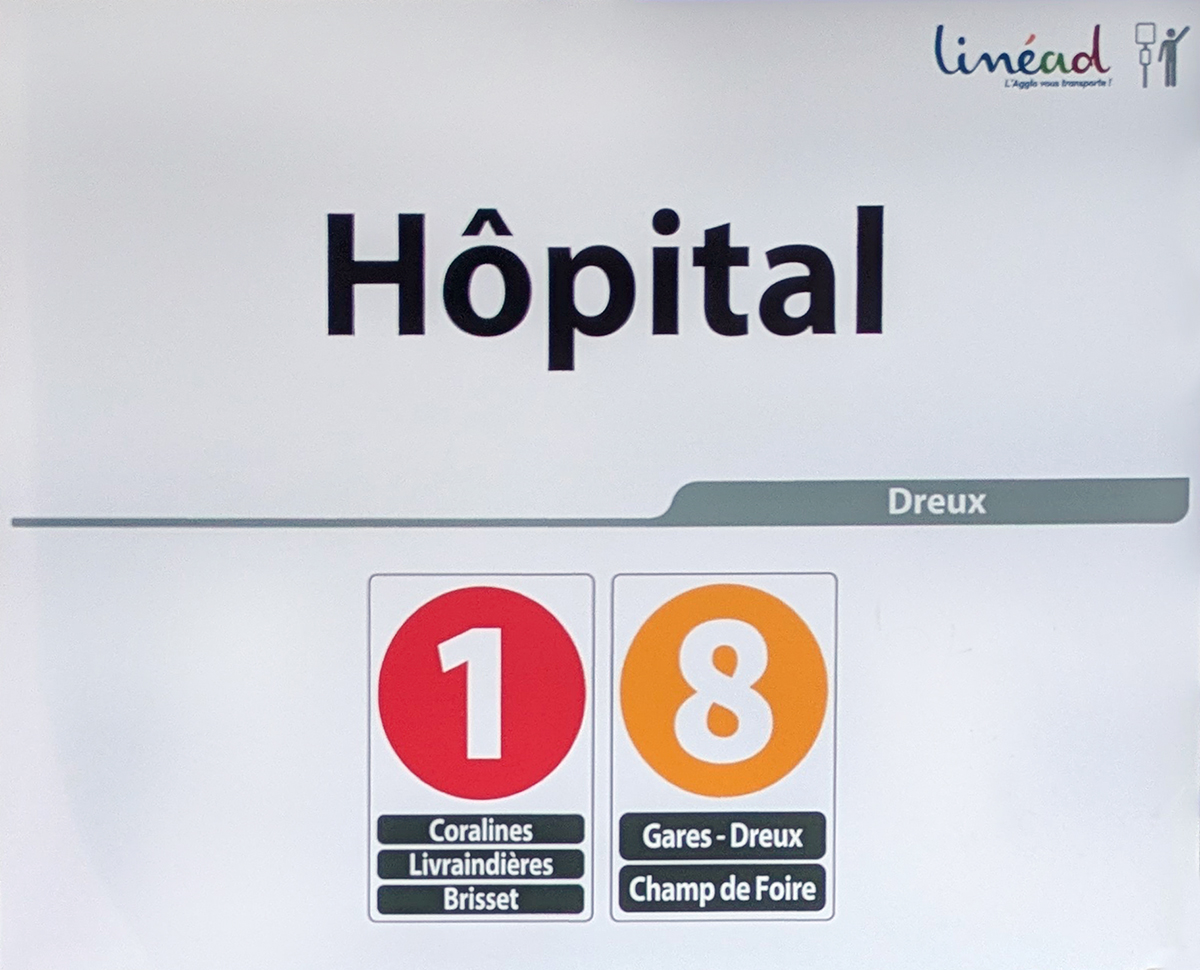 linéad
L'Agglo vous transporte !
Hôpital
Dreux
1
Coralines
Livraindières
Brisset
8
Gares - Dreux
Champ de Foire